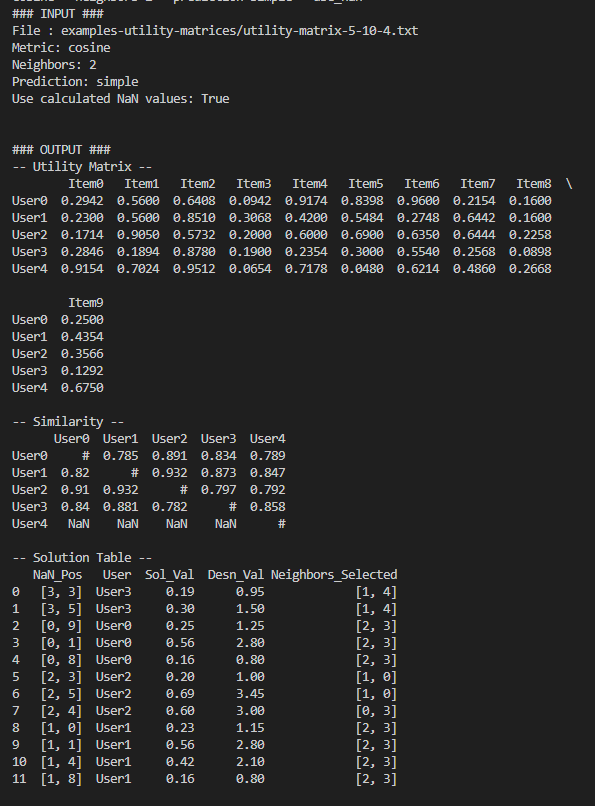 ### INPUT ###
File : examples-utility-matrices/utility-matrix-5-10-4.txt
Metric: cosine
Neighbors: 2
Prediction: simple
Use calculated NaN values: True
### OUTPUT ###
-- Utility Matrix --
Item0 Item1 Item2 Item3 Item4 Item5 Item6 Item7 Item8 \
User0 0.2942 0.5600 0.6408 0.0942 0.9174 0.8398 0.9600 0.2154 0.1600
User1 0.2300 0.5600 0.8510 0.3068 0.4200 0.5484 0.2748 0.6442 0.1600
User2 0.1714 0.9050 0.5732 0.2000 0.6000 0.6900 0.6350 0.6444 0.2258
User3 0.2846 0.1894 0.8780 0.1900 0.2354 0.3000 0.5540 0.2568 0.0898
User4 0.9154 0.7024 0.9512 0.0654 0.7178 0.0480 0.6214 0.4860 0.2668
Item9
User0 0.2500
User1 0.4354
User2 0.3566
User3 0.1292
User4 0.6750
-- Similarity --
User0 User1 User2 User3 User4
User0 # 0.785 0.891 0.834 0.789
User1 0.82 # 0.932 0.873 0.847
User2 0.91 0.932 # 0.797 0.792
User3 0.84 0.881 0.782 # 0.858
User4 NaN NaN NaN NaN #
-- Solution Table --
NaN_Pos User Sol_Val Desn_Val Neighbors_Selected
0 [3, 3] User3 0.19 0.95 [1, 4]
1 [3, 5] User3 0.30 1.50 [1, 4]
2 [0, 9] User0 0.25 1.25 [2, 3]
3 [0, 1] User0 0.56 2.80 [2, 3]
4 [0, 8] User0 0.16 0.80 [2, 3]
5 [2, 3] User2 0.20 1.00 [1, 0]
6 [2, 5] User2 0.69 3.45 [1, 0]
7 [2, 4] User2 0.60 3.00 [0, 3]
8 [1, 0] User1 0.23 1.15 [2, 3]
9 [1, 1] User1 0.56 2.80 [2, 3]
10 [1, 4] User1 0.42 2.10 [2, 3]
11 [1, 8] User1 0.16 0.80 [2, 3]